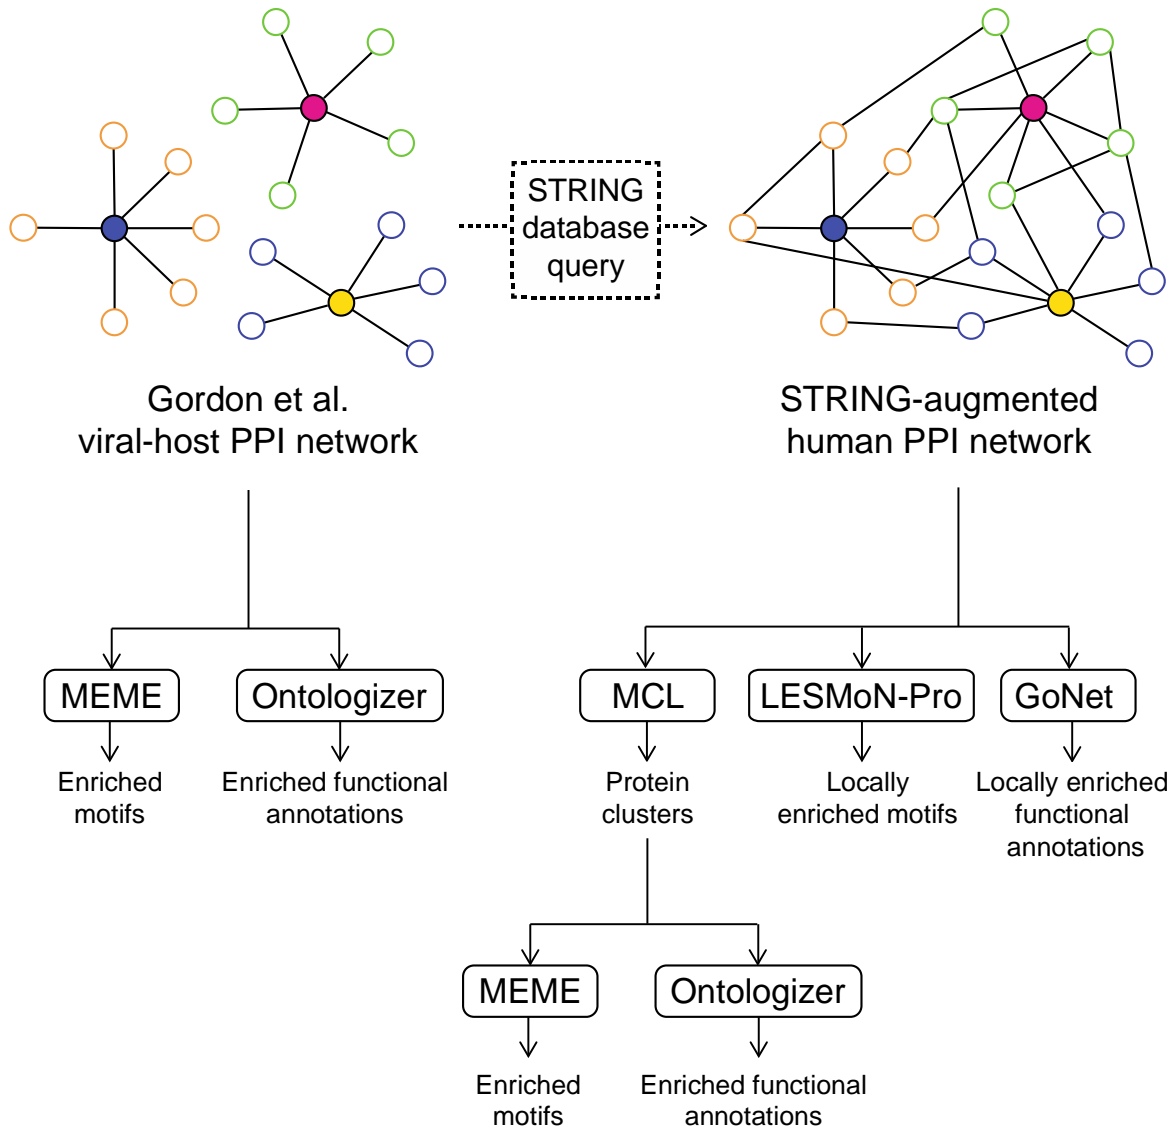 STRING
database
query
Gordon et al.
viral-host PPI network
STRING-augmented
human PPI network
MEME
Ontologizer
MCL
LESMoN-Pro
GoNet
Enriched
motifs
Enriched functional
annotations
Protein
clusters
Locally
enriched motifs
Locally enriched
functional
annotations
MEME
Ontologizer
Enriched
motifs
Enriched functional
annotations